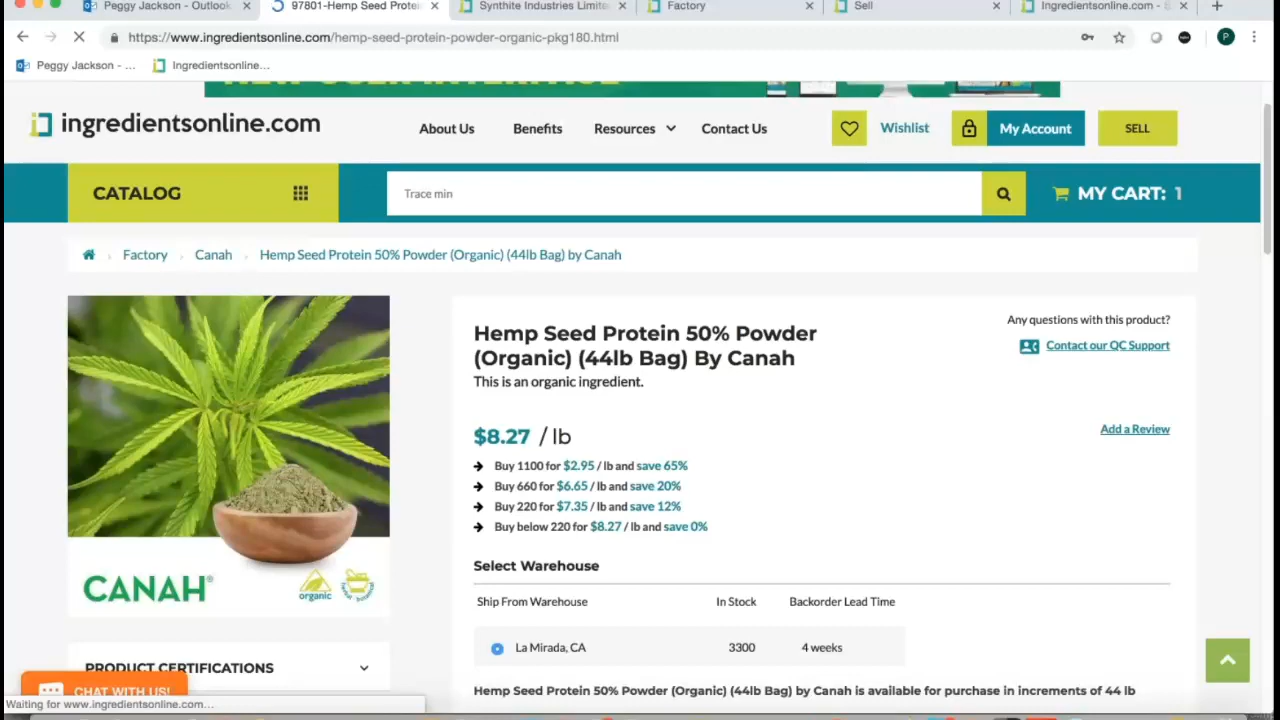 Peggy Jackson - Outlook
97801-Hemp Seed Protei
Synthite Industries Limite
Factory
Sell
Ingredientsonline.com - S
https://www.ingredientsonline.com/hemp-seed-protein-powder-organic-pkg180.html
P
Peggy Jackson - ...
Ingredientsonline...
NEW USER INTERFACE
ingredientsonline.com
About Us
Benefits
Resources
Contact Us
Wishlist
My Account
SELL
CATALOG
Trace min
MY CART: 1
Factory
Canah
Hemp Seed Protein 50% Powder (Organic) (44lb Bag) by Canah
Hemp Seed Protein 50% Powder
(Organic) (44lb Bag) By Canah
This is an organic ingredient.
Any questions with this product?
Contact our QC Support
Add a Review
$8.27 / lb
Buy 1100 for $2.95 / lb and save 65%
Buy 660 for $6.65 / lb and save 20%
Buy 220 for $7.35 / lb and save 12%
Buy below 220 for $8.27 / lb and save 0%
Select Warehouse
Ship From Warehouse In Stock Backorder Lead Time
La Mirada, CA 3300 4 weeks
Hemp Seed Protein 50% Powder (Organic) (44lb Bag) by Canah is available for purchase in increments of 44 lb
CANAH®
organic
PRODUCT CERTIFICATIONS
CHAT WITH US!
Waiting for www.ingredientsonline.com...